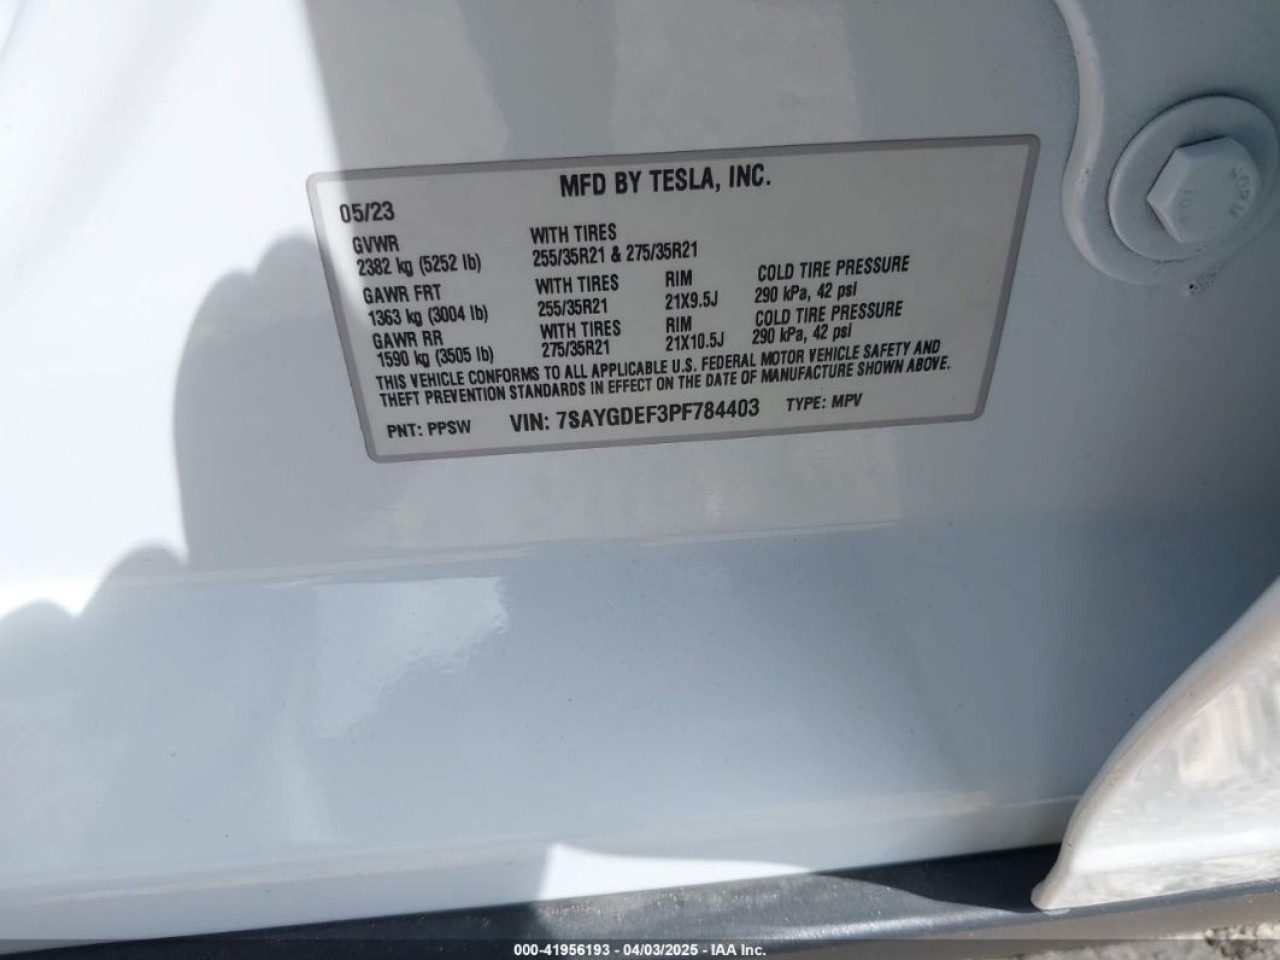 MFD BY TESLA, INC.
05/23
GVWR WITH TIRES
2382 kg (5252 lb) 255/35R21 & 275/35R21
GAWR FRT WITH TIRES RIM COLD TIRE PRESSURE
1363 kg (3004 lb) 255/35R21 21X9.5J 290 kPa, 42 psi
GAWR RR WITH TIRES RIM COLD TIRE PRESSURE
1590 kg (3505 lb) 275/35R21 21X10.5J 290 kPa, 42 psi
THIS VEHICLE CONFORMS TO ALL APPLICABLE U.S. FEDERAL MOTOR VEHICLE SAFETY AND
THEFT PREVENTION STANDARDS IN EFFECT ON THE DATE OF MANUFACTURE SHOWN ABOVE.
PNT: PPSW VIN: 7SAYGDEF3PF784403 TYPE: MPV
000-41956193 - 04/03/2025 - IAA Inc.